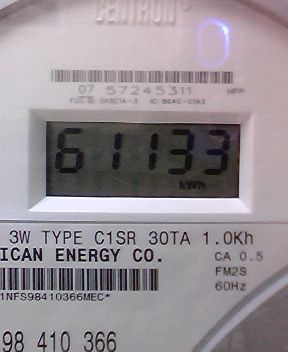 CENTRON
07 57245311 MPP
61133
kWh
3W TYPE C1SR 30TA 1.0Kh
ICAN ENERGY CO. CA 0.5
FM2S
60Hz
1NFS98410366MEC*
98 410 366